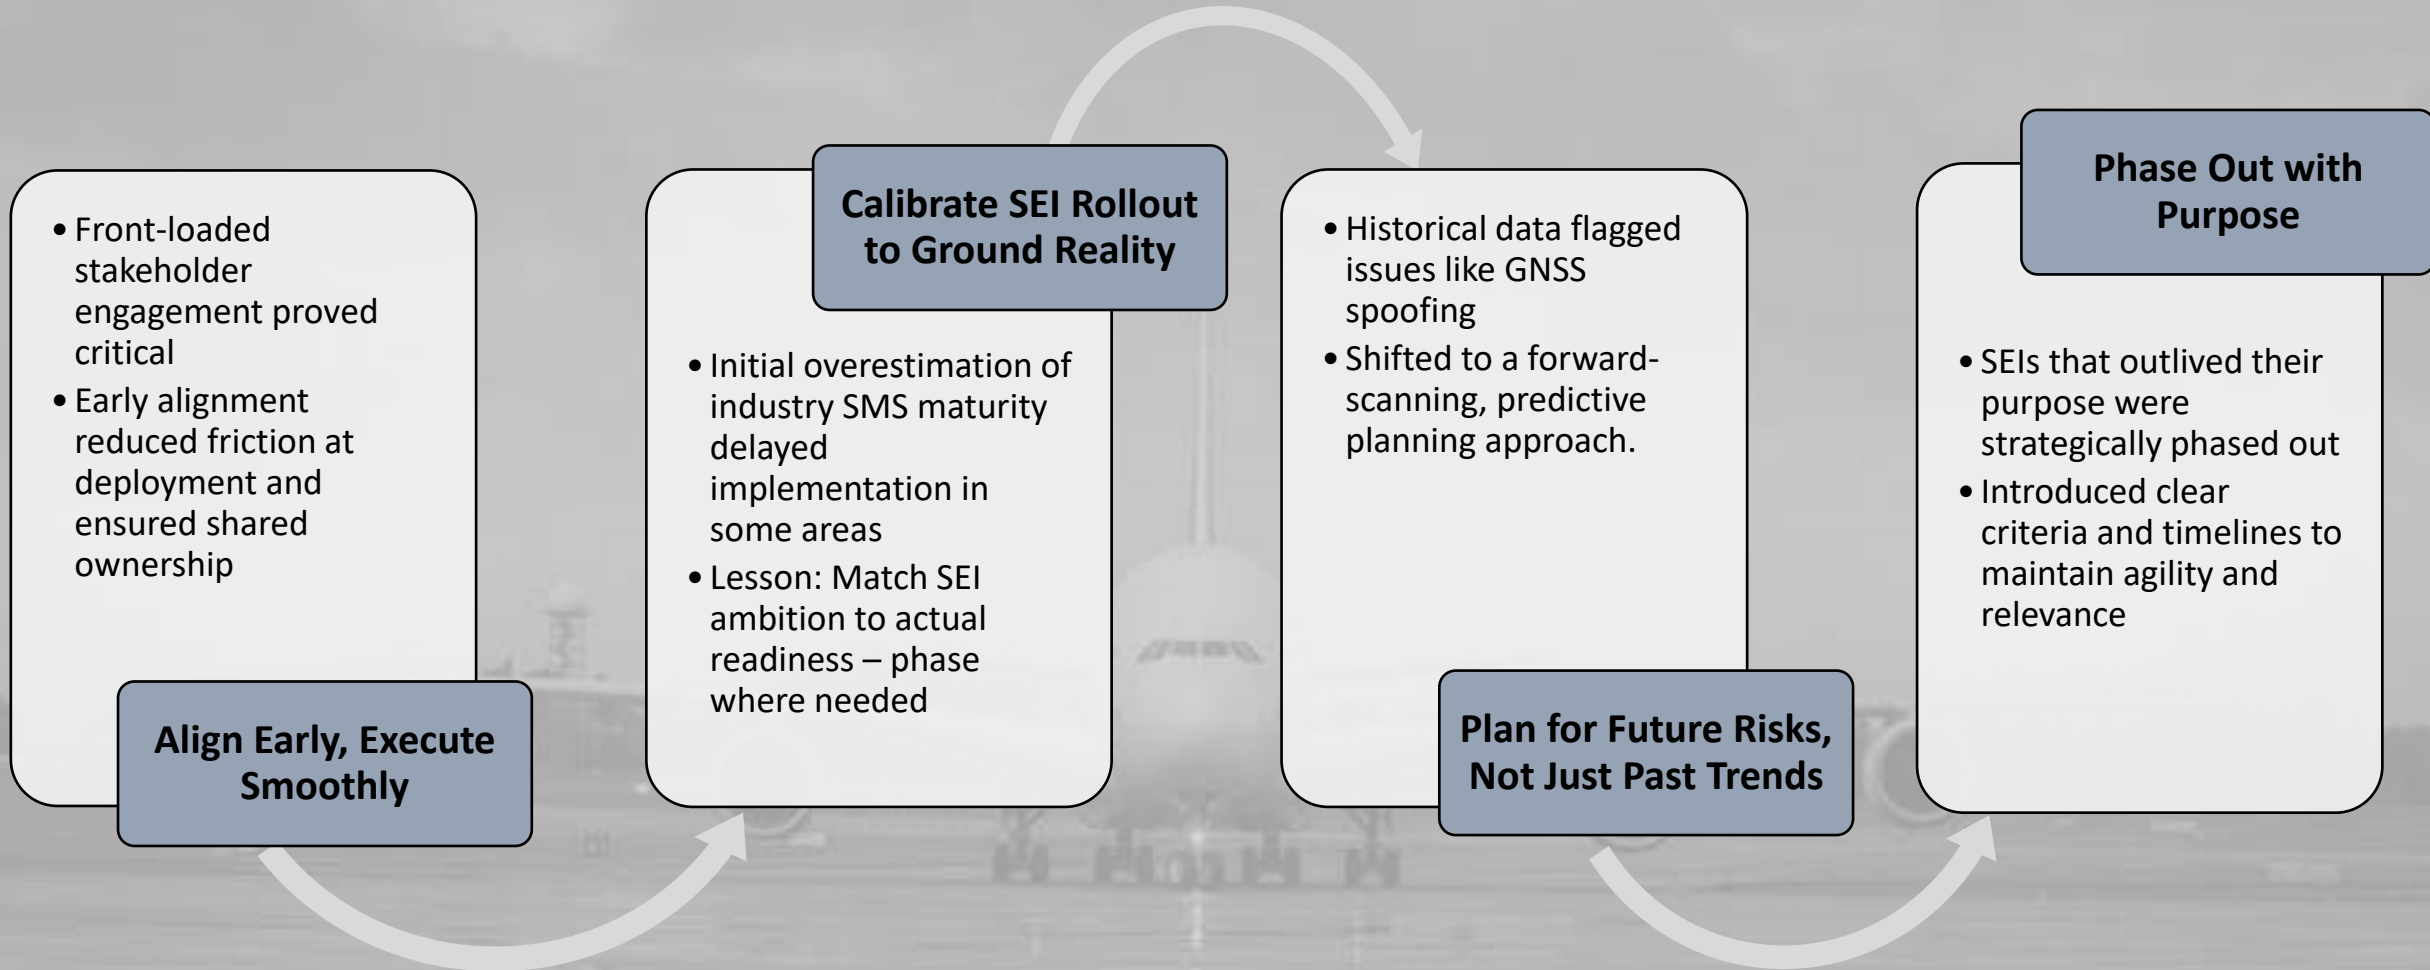 • Front-loaded
stakeholder
engagement proved
critical
• Early alignment
reduced friction at
deployment and
ensured shared
ownership
Align Early, Execute
Smoothly
Calibrate SEI Rollout
to Ground Reality
• Initial overestimation of
industry SMS maturity
delayed
implementation in
some areas
• Lesson: Match SEI
ambition to actual
readiness – phase
where needed
• Historical data flagged
issues like GNSS
spoofing
• Shifted to a forward-
scanning, predictive
planning approach.
Plan for Future Risks,
Not Just Past Trends
Phase Out with
Purpose
• SEIs that outlived their
purpose were
strategically phased out
• Introduced clear
criteria and timelines to
maintain agility and
relevance